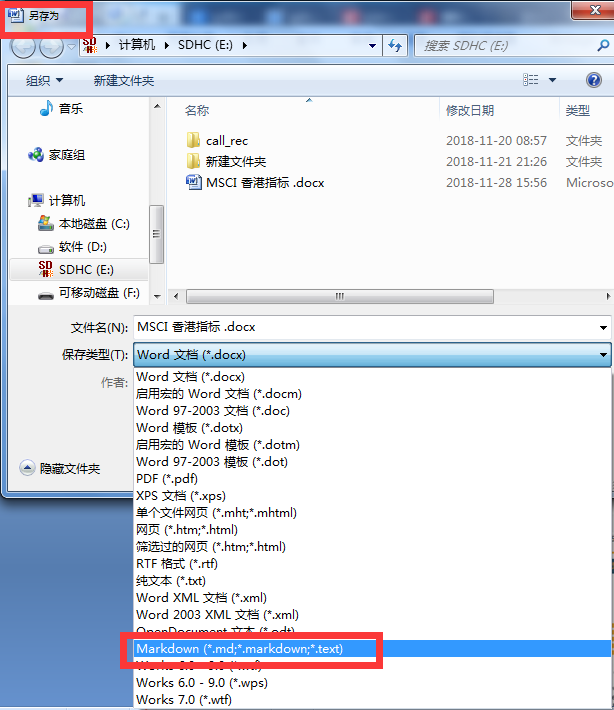 另存为
计算机 SDHC (E:)
搜索 SDHC (E:)
组织 新建文件夹
名称 修改日期 类型
音乐
家庭组
计算机
本地磁盘 (C:)
软件 (D:)
SDHC (E:)
可移动磁盘 (F:)
call_rec 2018-11-20 08:57 文件夹
新建文件夹 2018-11-21 21:26 文件夹
MSCI 香港指标 .docx 2018-11-28 15:56 Microso
文件名(N): MSCI 香港指标 .docx
保存类型(T): Word 文档 (*.docx)
作者:
隐藏文件夹
Word 文档 (*.docx)
启用宏的 Word 文档 (*.docm)
Word 97-2003 文档 (*.doc)
Word 模板 (*.dotx)
启用宏的 Word 模板 (*.dotm)
Word 97-2003 模板 (*.dot)
PDF (*.pdf)
XPS 文档 (*.xps)
单个文件网页 (*.mht;*.mhtml)
网页 (*.htm;*.html)
筛选过的网页 (*.htm;*.html)
RTF 格式 (*.rtf)
纯文本 (*.txt)
Word XML 文档 (*.xml)
Word 2003 XML 文档 (*.xml)
OpenDocument 文本 (*.odt)
Markdown (*.md;*.markdown;*.text)
Works 6.0 - 9.0 (*.wps)
Works 7.0 (*.wtf)